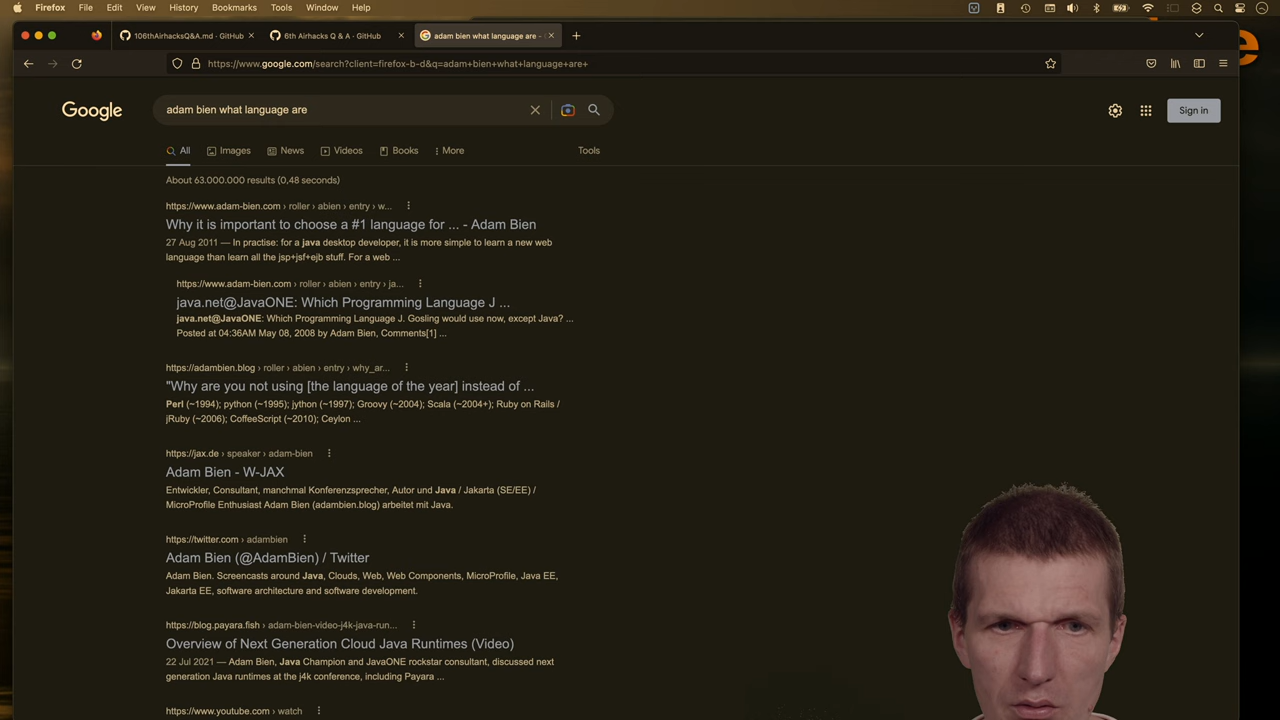 Firefox File Edit View History Bookmarks Tools Window Help
106thAirhacksQ&A.md · GitHub
6th Airhacks Q & A · GitHub
adam bien what language are -
https://www.google.com/search?client=firefox-b-d&q=adam+bien+what+language+are+
Google
adam bien what language are
Sign in
All Images News Videos Books More Tools
About 63.000.000 results (0,48 seconds)
https://www.adam-bien.com › roller › abien › entry › w...
Why it is important to choose a #1 language for ... - Adam Bien
27 Aug 2011 — In practise: for a java desktop developer, it is more simple to learn a new web
language than learn all the jsp+jsf+ejb stuff. For a web ...
https://www.adam-bien.com › roller › abien › entry › ja...
java.net@JavaONE: Which Programming Language J ...
java.net@JavaONE: Which Programming Language J. Gosling would use now, except Java? ...
Posted at 04:36AM May 08, 2008 by Adam Bien, Comments[1] ...
https://adambien.blog › roller › abien › entry › why_ar...
"Why are you not using [the language of the year] instead of ...
Perl (~1994); python (~1995); jython (~1997); Groovy (~2004); Scala (~2004+); Ruby on Rails /
jRuby (~2006); CoffeeScript (~2010); Ceylon ...
https://jax.de › speaker › adam-bien
Adam Bien - W-JAX
Entwickler, Consultant, manchmal Konferenzsprecher, Autor und Java / Jakarta (SE/EE) /
MicroProfile Enthusiast Adam Bien (adambien.blog) arbeitet mit Java.
https://twitter.com › adambien
Adam Bien (@AdamBien) / Twitter
Adam Bien. Screencasts around Java, Clouds, Web, Web Components, MicroProfile, Java EE,
Jakarta EE, software architecture and software development.
https://blog.payara.fish › adam-bien-video-j4k-java-run...
Overview of Next Generation Cloud Java Runtimes (Video)
22 Jul 2021 — Adam Bien, Java Champion and JavaONE rockstar consultant, discussed next
generation Java runtimes at the j4k conference, including Payara ...
https://www.youtube.com › watch